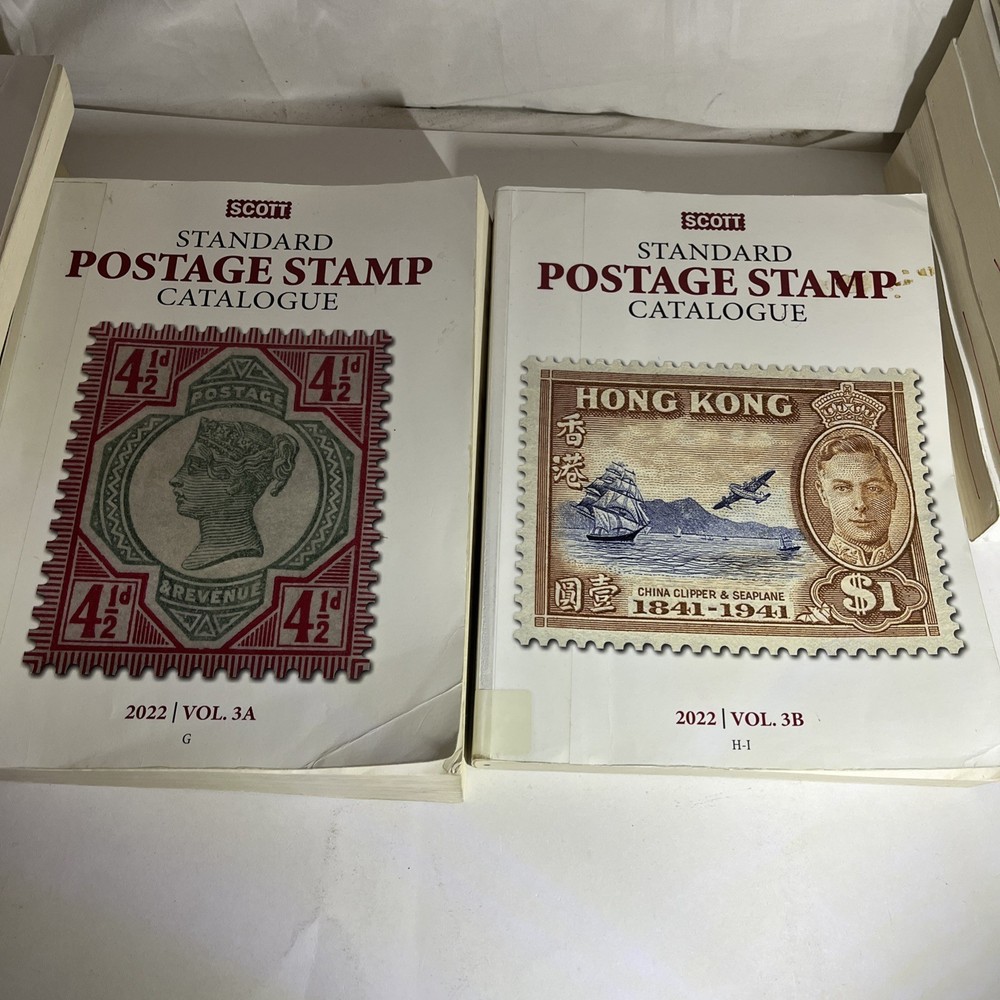 SCOTT
STANDARD
POSTAGE STAMP
CATALOGUE
4½d 4½d
POSTAGE
& REVENUE
4½d 4½d
2022 | VOL. 3A
G
SCOTT
STANDARD
POSTAGE STAMP
CATALOGUE
HONG KONG
香
港
圓壹
CHINA CLIPPER & SEAPLANE
1841-1941
$1
2022 | VOL. 3B
H-I